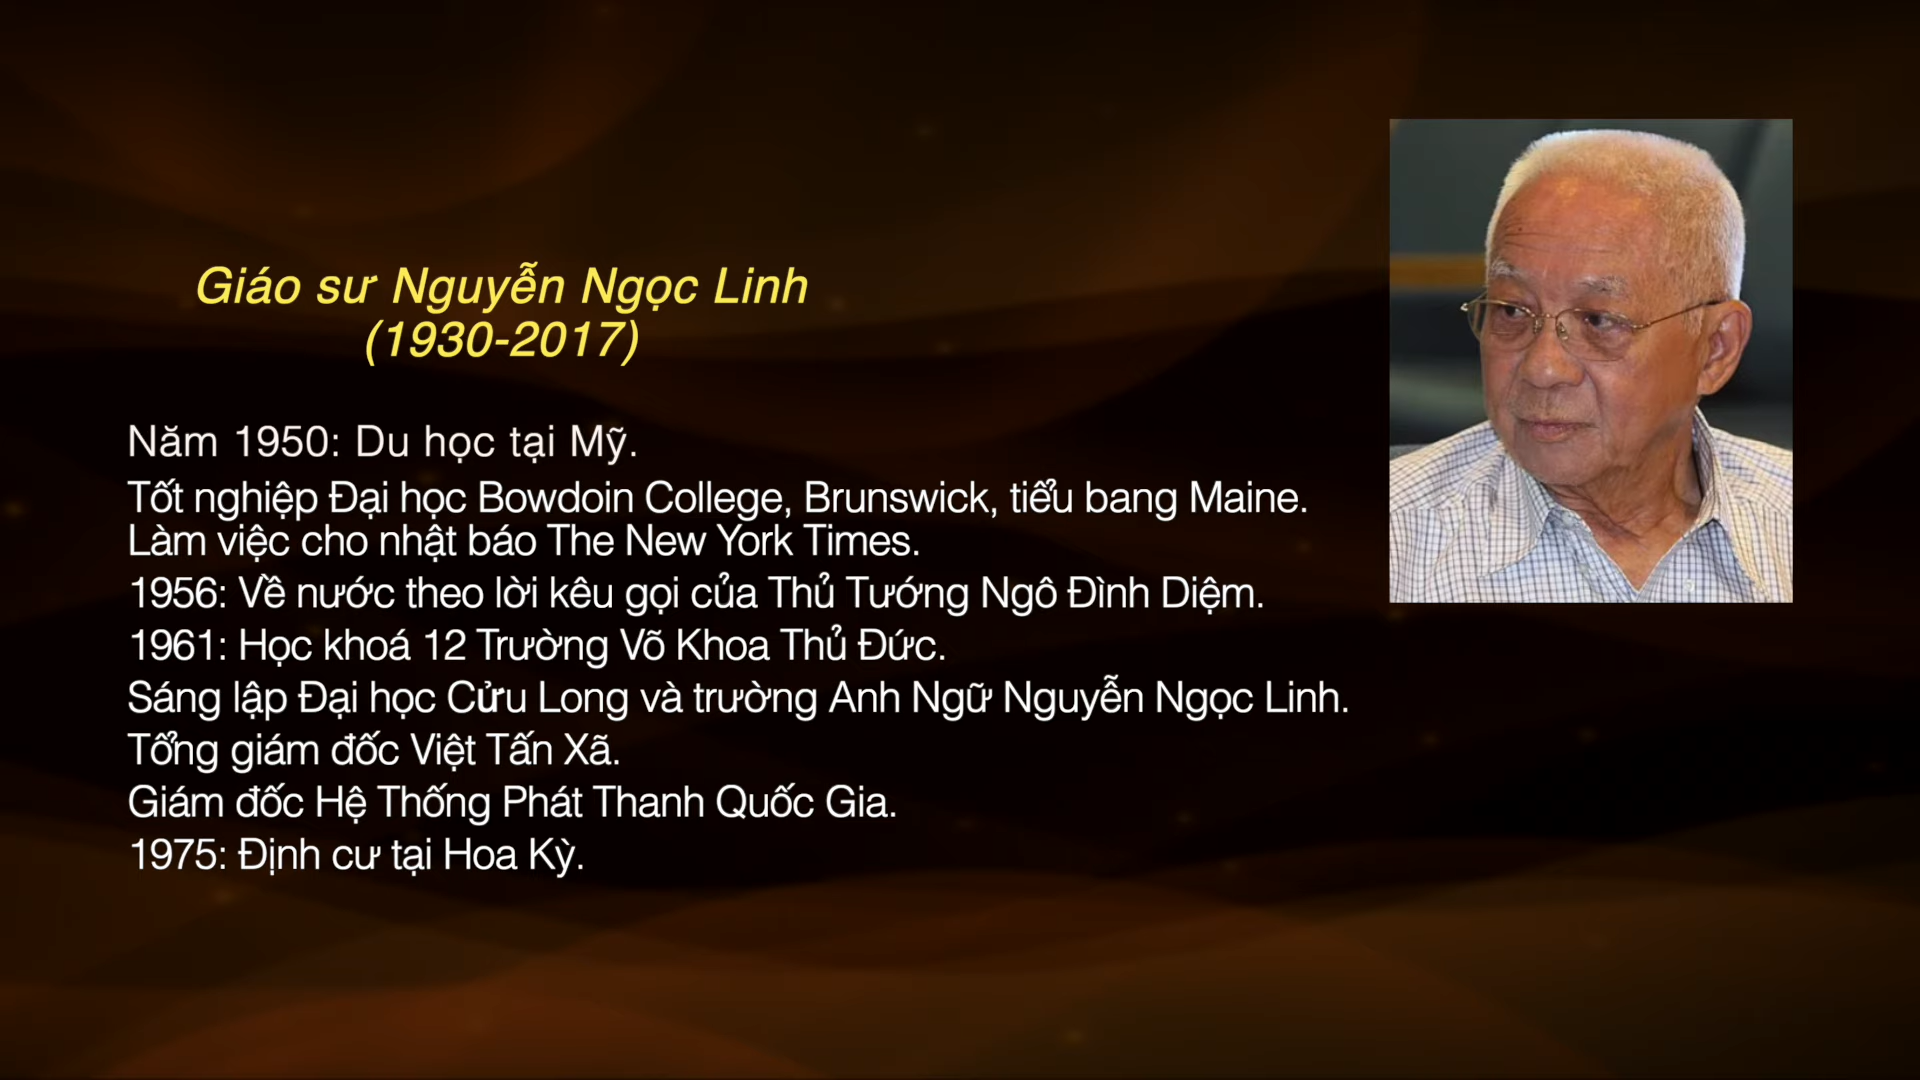 Giáo sư Nguyễn Ngọc Linh
(1930-2017)
Năm 1950: Du học tại Mỹ.
Tốt nghiệp Đại học Bowdoin College, Brunswick, tiểu bang Maine.
Làm việc cho nhật báo The New York Times.
1956: Về nước theo lời kêu gọi của Thủ Tướng Ngô Đình Diệm.
1961: Học khoá 12 Trường Võ Khoa Thủ Đức.
Sáng lập Đại học Cửu Long và trường Anh Ngữ Nguyễn Ngọc Linh.
Tổng giám đốc Việt Tấn Xã.
Giám đốc Hệ Thống Phát Thanh Quốc Gia.
1975: Định cư tại Hoa Kỳ.